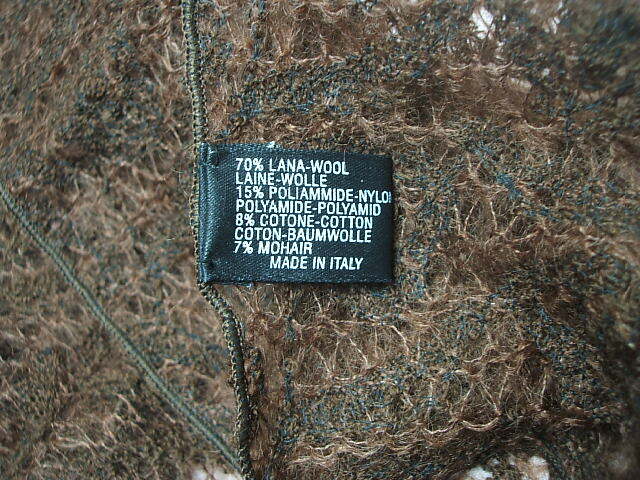 70% LANA-WOOL
LAINE-WOLLE
15% POLIAMMIDE-NYLO
POLYAMIDE-POLYAMID
8% COTONE-COTTON
COTON-BAUMWOLLE
7% MOHAIR
MADE IN ITALY